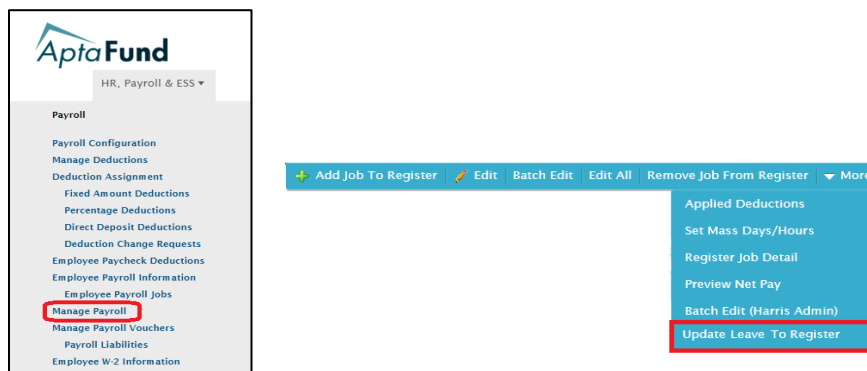 AptaFund
HR, Payroll & ESS ▾
Payroll
Payroll Configuration
Manage Deductions
Deduction Assignment
Fixed Amount Deductions
Percentage Deductions
Direct Deposit Deductions
Deduction Change Requests
Employee Paycheck Deductions
Employee Payroll Information
Employee Payroll Jobs
Manage Payroll
Manage Payroll Vouchers
Payroll Liabilities
Employee W-2 Information
Add Job To Register Edit Batch Edit Edit All Remove Job From Register More
Applied Deductions
Set Mass Days/Hours
Register Job Detail
Preview Net Pay
Batch Edit (Harris Admin)
Update Leave To Register